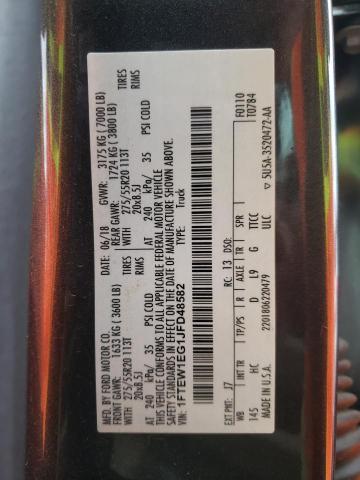 MFD. BY FORD MOTOR CO. DATE: 06/18 GVWR: 3175 KG ( 7000 LB)
FRONT GAWR: 1633 KG ( 3600 LB) REAR GAWR: 1724 KG ( 3800 LB)
WITH 275/55R20 113T TIRES WITH 275/55R20 113T TIRES
20x8.5J RIMS 20x8.5J RIMS
AT 240 kPa/ 35 PSI COLD AT 240 kPa/ 35 PSI COLD
THIS VEHICLE CONFORMS TO ALL APPLICABLE FEDERAL MOTOR VEHICLE
SAFETY STANDARDS IN EFFECT ON THE DATE OF MANUFACTURE SHOWN ABOVE.
VIN: 1FTEW1EG1JFD48582
TYPE: Truck
F0110
T0784
EXT PNT: J7 RC: 13 DSO:
WB INT TR TP/PS R AXLE TR SPR
145 HC D L9 G TTCC
MADE IN U.S.A. 2201806220479 ULC
5U5A-3520472-AA